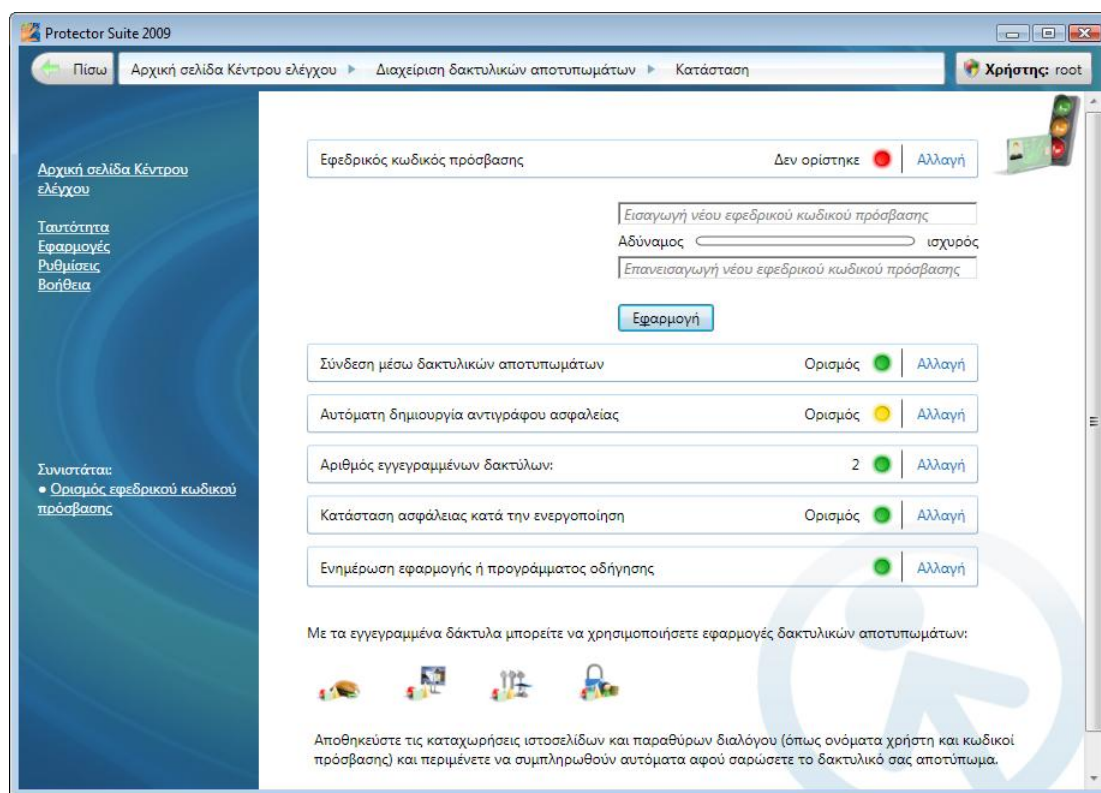 Protector Suite 2009
Πίσω
Αρχική σελίδα Κέντρου ελέγχου
Διαχείριση δακτυλικών αποτυπωμάτων
Κατάσταση
Χρήστης: root
Αρχική σελίδα Κέντρου
ελέγχου
Ταυτότητα
Εφαρμογές
Ρυθμίσεις
Βοήθεια
Συνιστάται:
• Ορισμός εφεδρικού κωδικού
πρόσβασης
Εφεδρικός κωδικός πρόσβασης Δεν ορίστηκε Αλλαγή
Εισαγωγή νέου εφεδρικού κωδικού πρόσβασης
Αδύναμος ισχυρός
Επανεισαγωγή νέου εφεδρικού κωδικού πρόσβασης
Εφαρμογή
Σύνδεση μέσω δακτυλικών αποτυπωμάτων Ορισμός Αλλαγή
Αυτόματη δημιουργία αντιγράφου ασφαλείας Ορισμός Αλλαγή
Αριθμός εγγεγραμμένων δακτύλων: 2 Αλλαγή
Κατάσταση ασφάλειας κατά την ενεργοποίηση Ορισμός Αλλαγή
Ενημέρωση εφαρμογής ή προγράμματος οδήγησης Αλλαγή
Με τα εγγεγραμμένα δάκτυλα μπορείτε να χρησιμοποιήσετε εφαρμογές δακτυλικών αποτυπωμάτων:
Αποθηκεύστε τις καταχωρήσεις ιστοσελίδων και παραθύρων διαλόγου (όπως ονόματα χρήστη και κωδικοί
πρόσβασης) και περιμένετε να συμπληρωθούν αυτόματα αφού σαρώσετε το δακτυλικό σας αποτύπωμα.